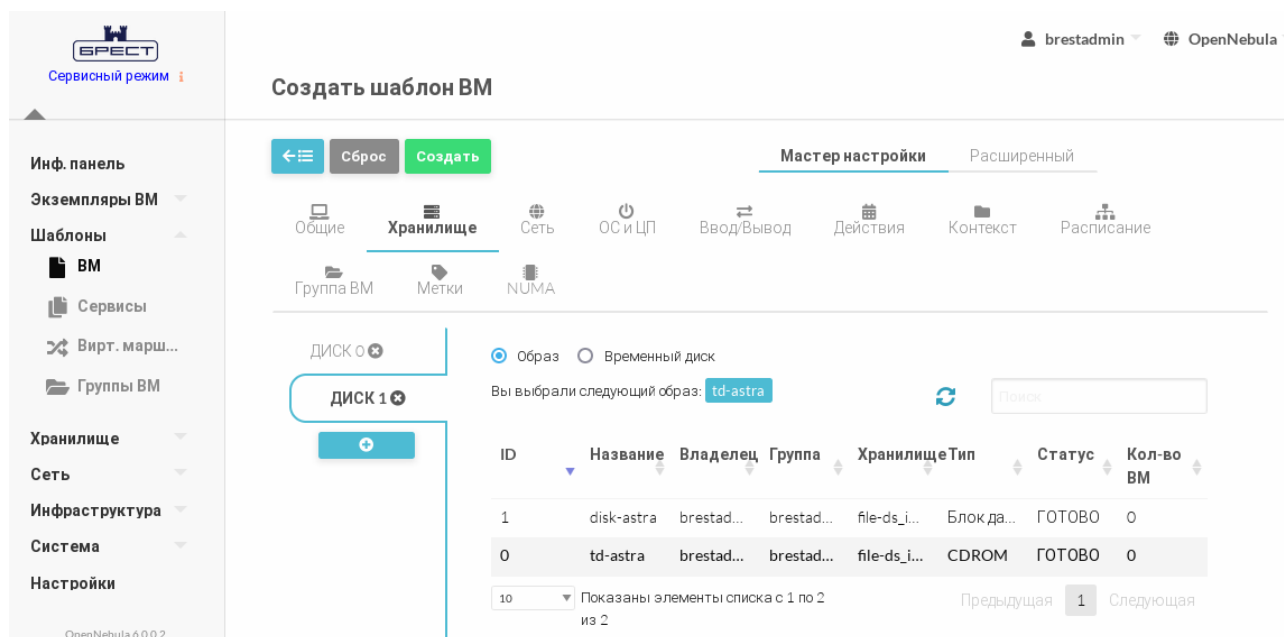 БРЕСТ
Сервисный режим i
brestadmin
OpenNebula
Создать шаблон ВМ
Инф. панель
Экземпляры ВМ
Шаблоны
ВМ
Сервисы
Вирт. марш...
Группы ВМ
Хранилище
Сеть
Инфраструктура
Система
Настройки
OpenNebula 6.0.0.2
Сброс
Создать
Мастер настройки
Расширенный
Общие
Хранилище
Сеть
ОС и ЦП
Ввод/Вывод
Действия
Контекст
Расписание
Группа ВМ
Метки
NUMA
ДИСК 0
ДИСК 1
Образ
Временный диск
Вы выбрали следующий образ: td-astra
Поиск
ID Название Владелец Группа Хранилище Тип Статус Кол-во
ВМ
1 disk-astra brestad... brestad... file-ds_i... Блок да... ГОТОВО 0
0 td-astra brestad... brestad... file-ds_i... CDROM ГОТОВО 0
10
Показаны элементы списка с 1 по 2
из 2
Предыдущая 1 Следующая